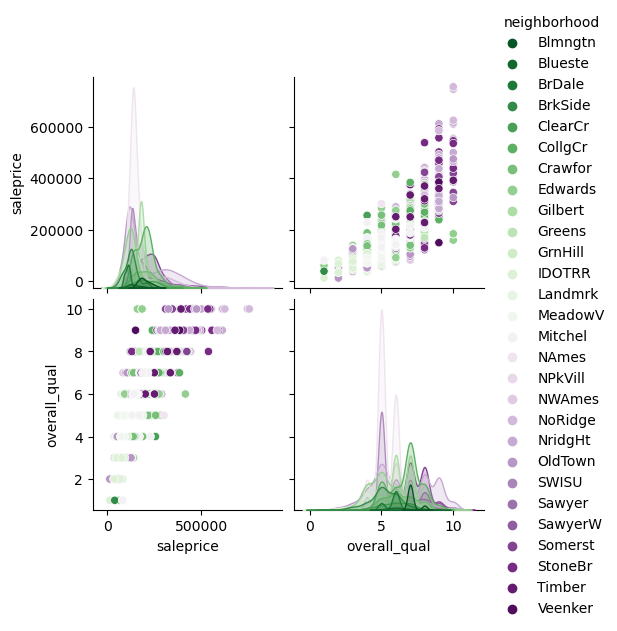 neighborhood
Blmngtn
Blueste
BrDale
BrkSide
ClearCr
CollgCr
Crawfor
Edwards
Gilbert
Greens
GrnHill
IDOTRR
Landmrk
MeadowV
Mitchel
NAmes
NPkVill
NWAmes
NoRidge
NridgHt
OldTown
SWISU
Sawyer
SawyerW
Somerst
StoneBr
Timber
Veenker
saleprice
600000
400000
200000
0
overall_qual
10
8
6
4
2
0 500000
saleprice
0 5 10
overall_qual